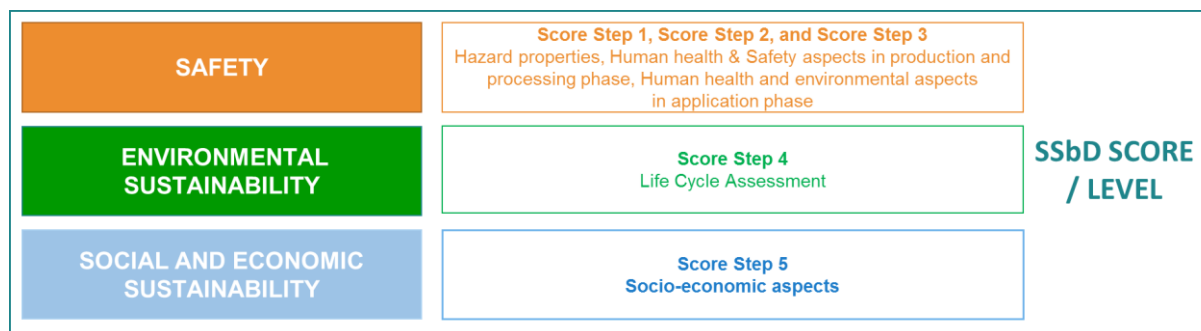 SAFETY
Score Step 1, Score Step 2, and Score Step 3
Hazard properties, Human health & Safety aspects in production and
processing phase, Human health and environmental aspects
in application phase
ENVIRONMENTAL
SUSTAINABILITY
Score Step 4
Life Cycle Assessment
SSbD SCORE
/ LEVEL
SOCIAL AND ECONOMIC
SUSTAINABILITY
Score Step 5
Socio-economic aspects